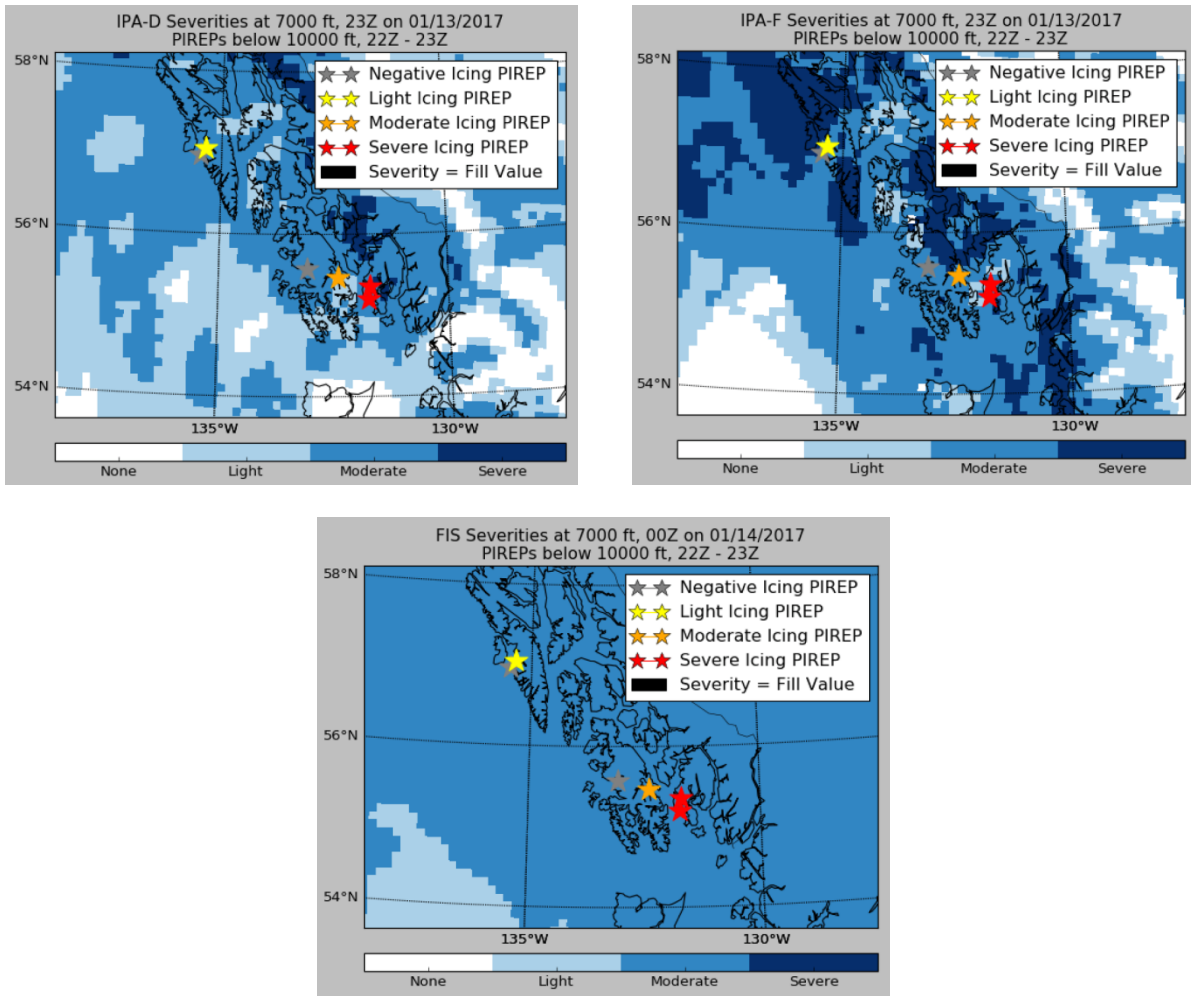 IPA-D Severities at 7000 ft, 23Z on 01/13/2017
PIREPs below 10000 ft, 22Z - 23Z
58°N
56°N
54°N
Negative Icing PIREP
Light Icing PIREP
Moderate Icing PIREP
Severe Icing PIREP
Severity = Fill Value
135°W
130°W
None
Light
Moderate
Severe
IPA-F Severities at 7000 ft, 23Z on 01/13/2017
PIREPs below 10000 ft, 22Z - 23Z
58°N
56°N
54°N
Negative Icing PIREP
Light Icing PIREP
Moderate Icing PIREP
Severe Icing PIREP
Severity = Fill Value
135°W
130°W
None
Light
Moderate
Severe
FIS Severities at 7000 ft, 00Z on 01/14/2017
PIREPs below 10000 ft, 22Z - 23Z
58°N
56°N
54°N
Negative Icing PIREP
Light Icing PIREP
Moderate Icing PIREP
Severe Icing PIREP
Severity = Fill Value
135°W
130°W
None
Light
Moderate
Severe